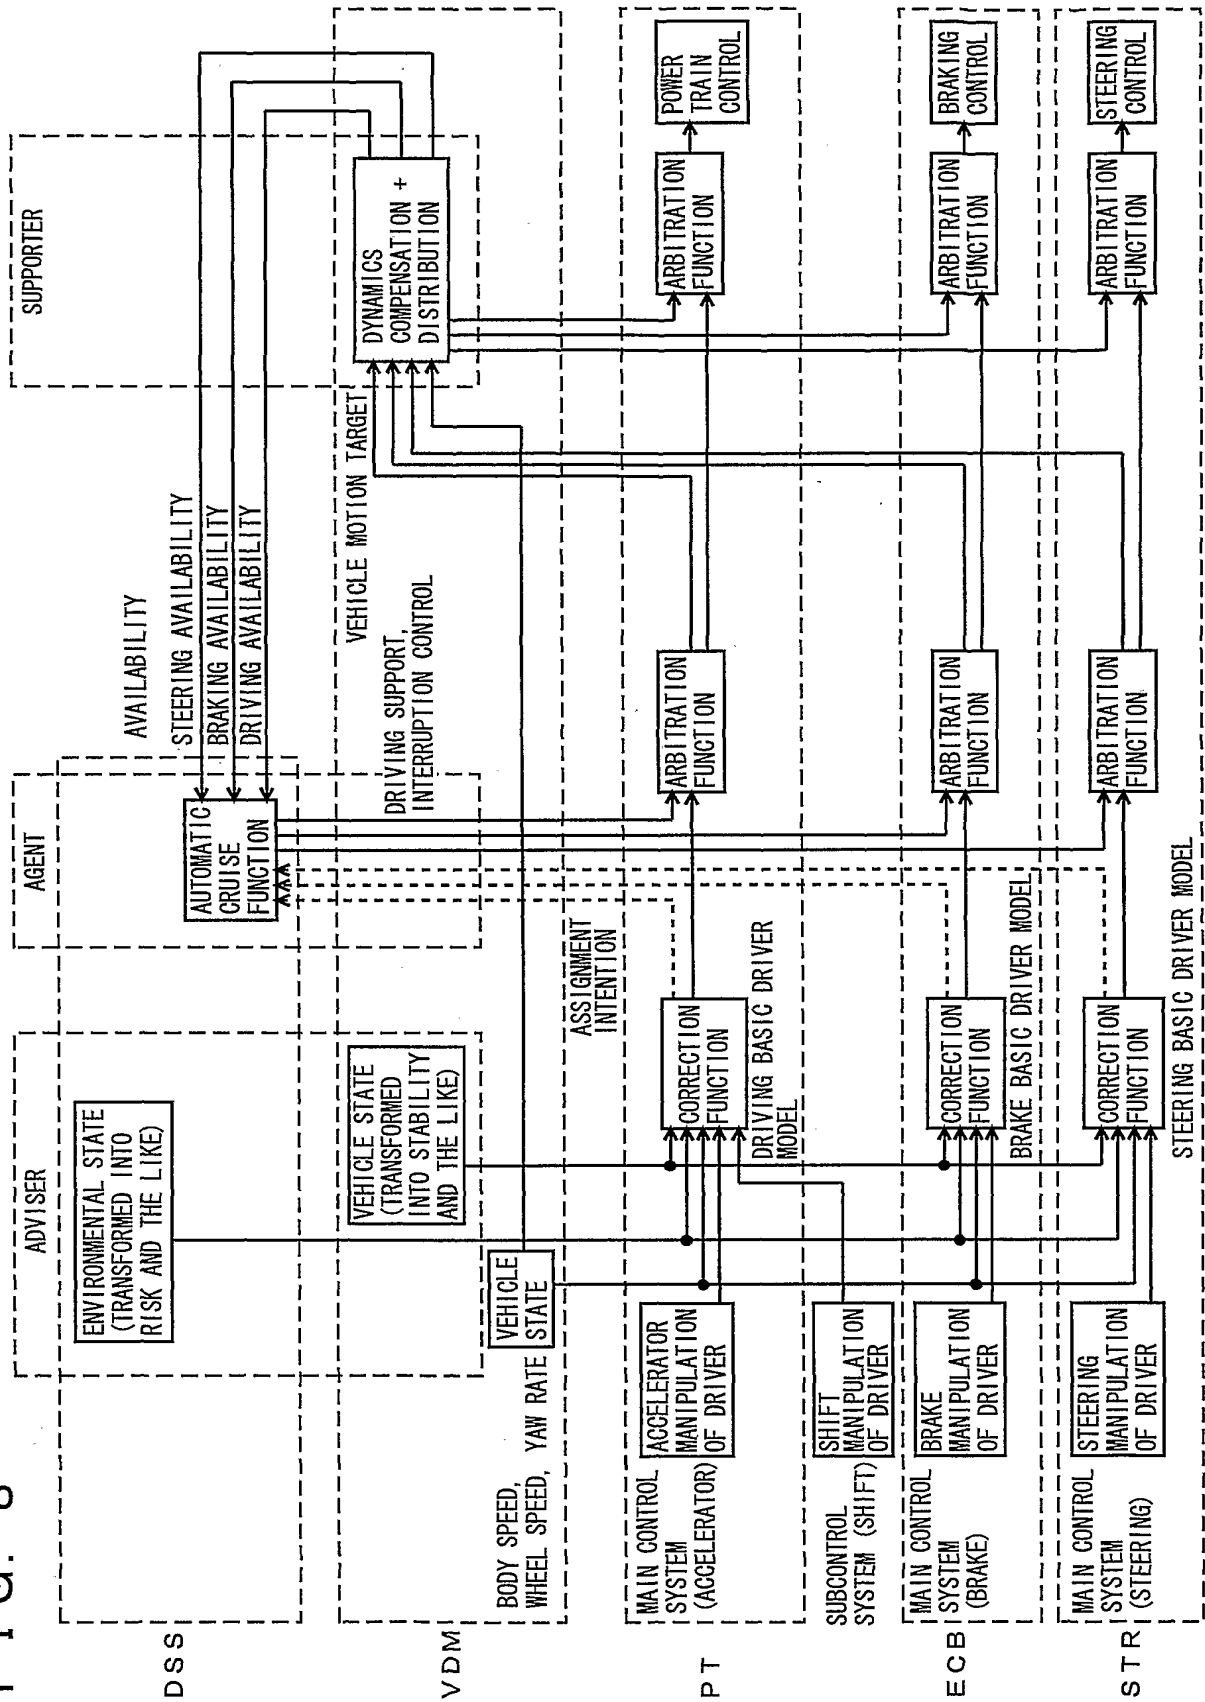 DSS
VDM
PT
ECB
STR
ADVISER
ENVIRONMENTAL STATE
(TRANSFORMED INTO
RISK AND THE LIKE)
VEHICLE STATE
(TRANSFORMED
INTO STABILITY
AND THE LIKE)
VEHICLE
STATE
BODY SPEED,
WHEEL SPEED, YAW RATE
AGENT
AUTOMATIC
CRUISE
FUNCTION
AVAILABILITY
STEERING AVAILABILITY
BRAKING AVAILABILITY
DRIVING AVAILABILITY
DRIVING SUPPORT,
INTERRUPTION CONTROL
VEHICLE MOTION TARGET
SUPPORTER
DYNAMICS
COMPENSATION +
DISTRIBUTION
ASSIGNMENT
INTENTION
MAIN CONTROL
SYSTEM
(ACCELERATOR)
ACCELERATOR
MANIPULATION
OF DRIVER
CORRECTION
FUNCTION
DRIVING BASIC DRIVER
MODEL
ARBITRATION
FUNCTION
ARBITRATION
FUNCTION
POWER
TRAIN
CONTROL
SUBCONTROL
SYSTEM (SHIFT)
SHIFT
MANIPULATION
OF DRIVER
MAIN CONTROL
SYSTEM
(BRAKE)
BRAKE
MANIPULATION
OF DRIVER
CORRECTION
FUNCTION
BRAKE BASIC DRIVER MODEL
ARBITRATION
FUNCTION
ARBITRATION
FUNCTION
BRAKING
CONTROL
MAIN CONTROL
SYSTEM
(STEERING)
STEERING
MANIPULATION
OF DRIVER
CORRECTION
FUNCTION
STEERING BASIC DRIVER MODEL
ARBITRATION
FUNCTION
ARBITRATION
FUNCTION
STEERING
CONTROL